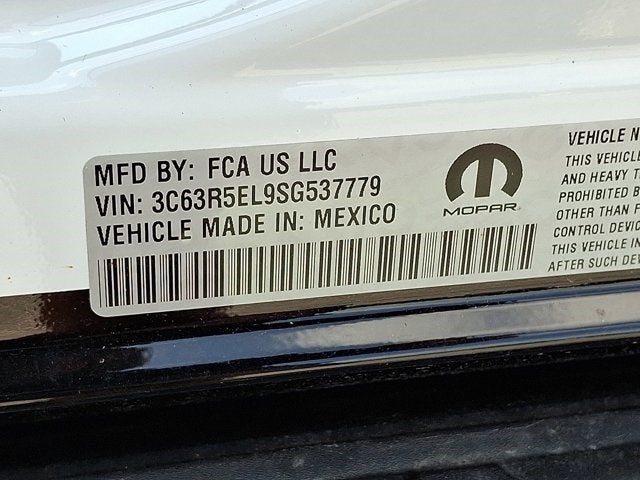 MFD BY: FCA US LLC
VIN: 3C63R5EL9SG537779
VEHICLE MADE IN: MEXICO
MOPAR
VEHICLE
THIS VEHICLE
AND HEAVY
PROHIBITED
OTHER THAN
CONTROL DEVIC
THIS VEHICLE IN
AFTER SUCH DEV